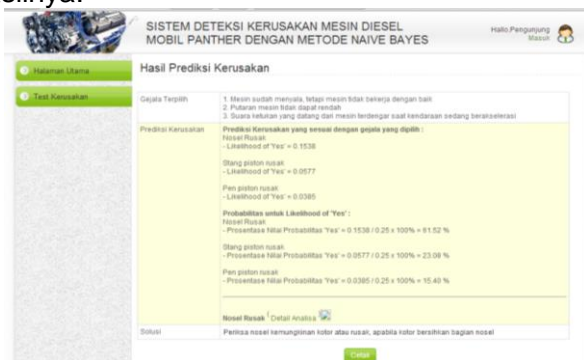 SISTEM DETEKSI KERUSAKAN MESIN DIESEL
MOBIL PANTHER DENGAN METODE NAIVE BAYES
Hallo,Pengunjung
Masuk
Halaman Utama
Test Kerusakan
Hasil Prediksi Kerusakan
Gejala Terpilih
1. Mesin sudah menyala, tetapi mesin tidak bekerja dengan baik
2. Putaran mesin tidak dapat rendah
3. Suara ketukan yang datang dari mesin terdengar saat kendaraan sedang berakselerasi
Prediksi Kerusakan
Prediksi Kerusakan yang sesuai dengan gejala yang dipilih :
Nosel Rusak
- Likelihood of 'Yes' = 0.1538
Stang piston rusak
- Likelihood of 'Yes' = 0.0577
Pen piston rusak
- Likelihood of 'Yes' = 0.0385
Probabilitas untuk Likelihood of 'Yes' :
Nosel Rusak
- Prosentase Nilai Probabilitas 'Yes' = 0.1538 / 0.25 x 100% = 61.52 %
Stang piston rusak
- Prosentase Nilai Probabilitas 'Yes' = 0.0577 / 0.25 x 100% = 23.08 %
Pen piston rusak
- Prosentase Nilai Probabilitas 'Yes' = 0.0385 / 0.25 x 100% = 15.40 %
Nosel Rusak [ Detail Analisa
Solusi
Periksa nosel kemungkinan kotor atau rusak, apabila kotor bersihkan bagian nosel
Cetak